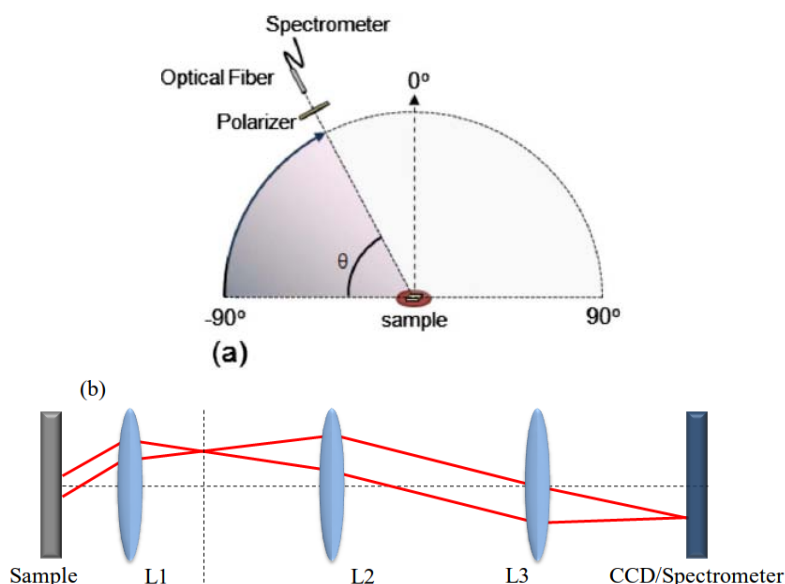 Spectrometer
Optical Fiber
0°
Polarizer
θ
-90°
sample
90°
(a)
(b)
Sample
L1
L2
L3
CCD/Spectrometer